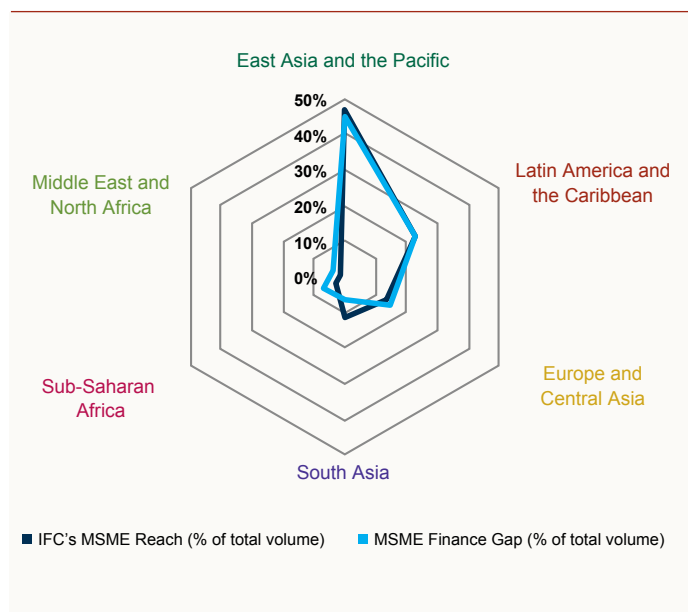 East Asia and the Pacific
50%
40%
30%
20%
10%
0%
Latin America and
the Caribbean
Middle East and
North Africa
Sub-Saharan
Africa
Europe and
Central Asia
South Asia
IFC's MSME Reach (% of total volume)
MSME Finance Gap (% of total volume)